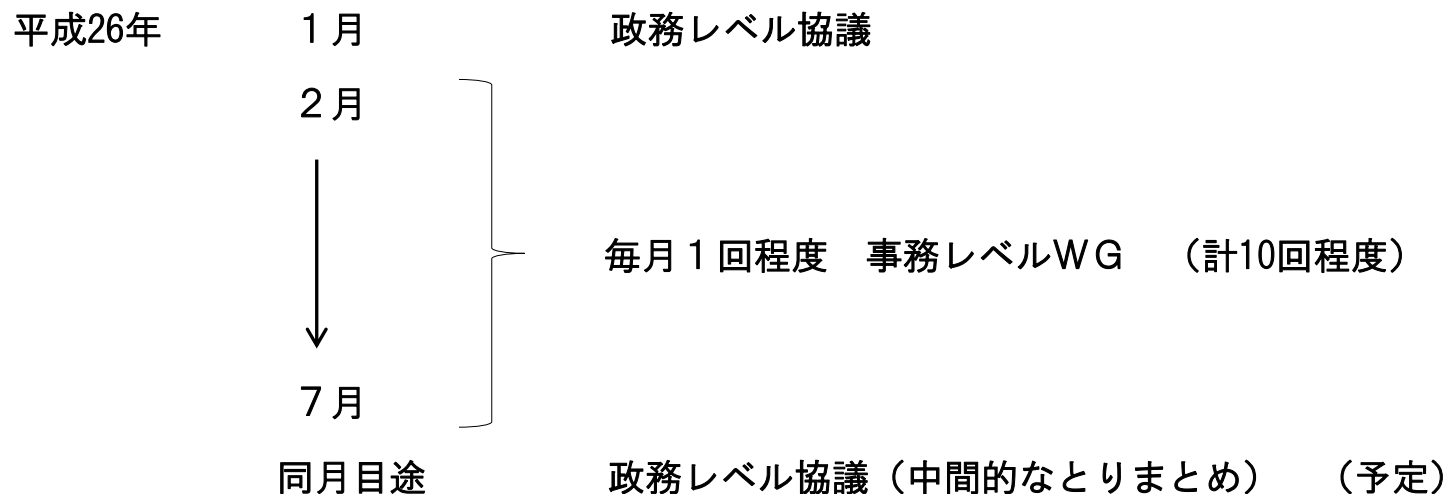 平成26年　１月　政務レベル協議
２月
毎月１回程度　事務レベルＷＧ　（計10回程度）
７月
同月目途　政務レベル協議（中間的なとりまとめ）　（予定）